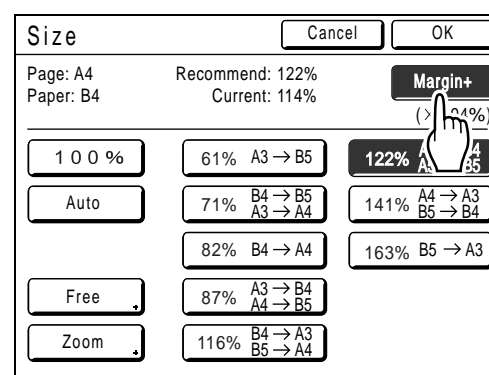 Size
Cancel
OK
Page: A4
Recommend: 122%
Margin+
Paper: B4
Current: 114%
100%
61% A3 → B5
122%
Auto
71% B4 → B5
A3 → A4
141% A4 → A3
B5 → B4
82% B4 → A4
163% B5 → A3
Free
87% A3 → B4
A4 → B5
Zoom
116% B4 → A3
B5 → A4